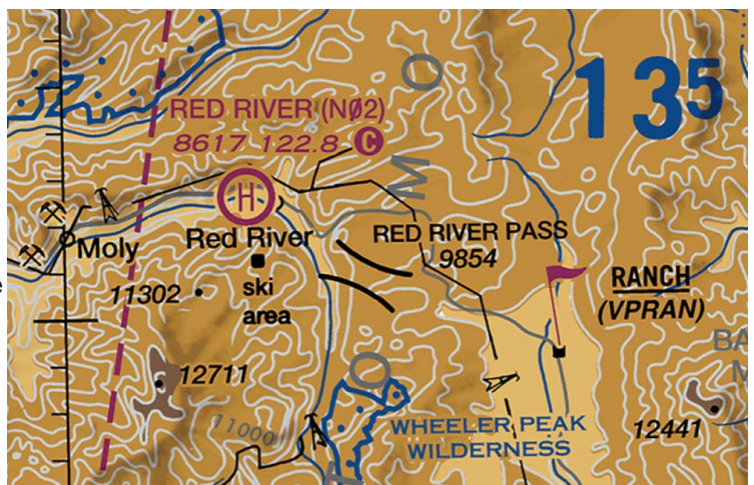 13⁵
RED RIVER (NØ2)
8617 122.8 C
H
O
M
Moly
Red River
RED RIVER PASS
9854
ski
area
RANCH
(VPRAN)
11302
12711
O
BA
M
11000
WHEELER PEAK
WILDERNESS
12441